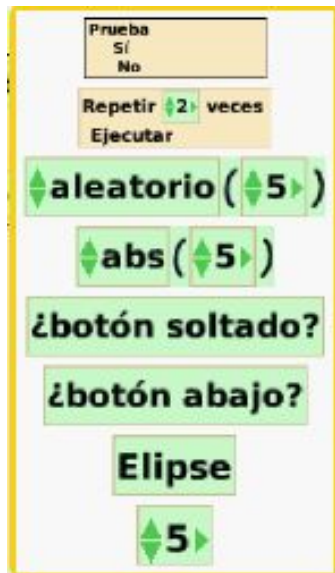 Prueba
Sí
No
Repetir 2 veces
Ejecutar
aleatorio ( 5 )
abs ( 5 )
¿botón soltado?
¿botón abajo?
Elipse
5